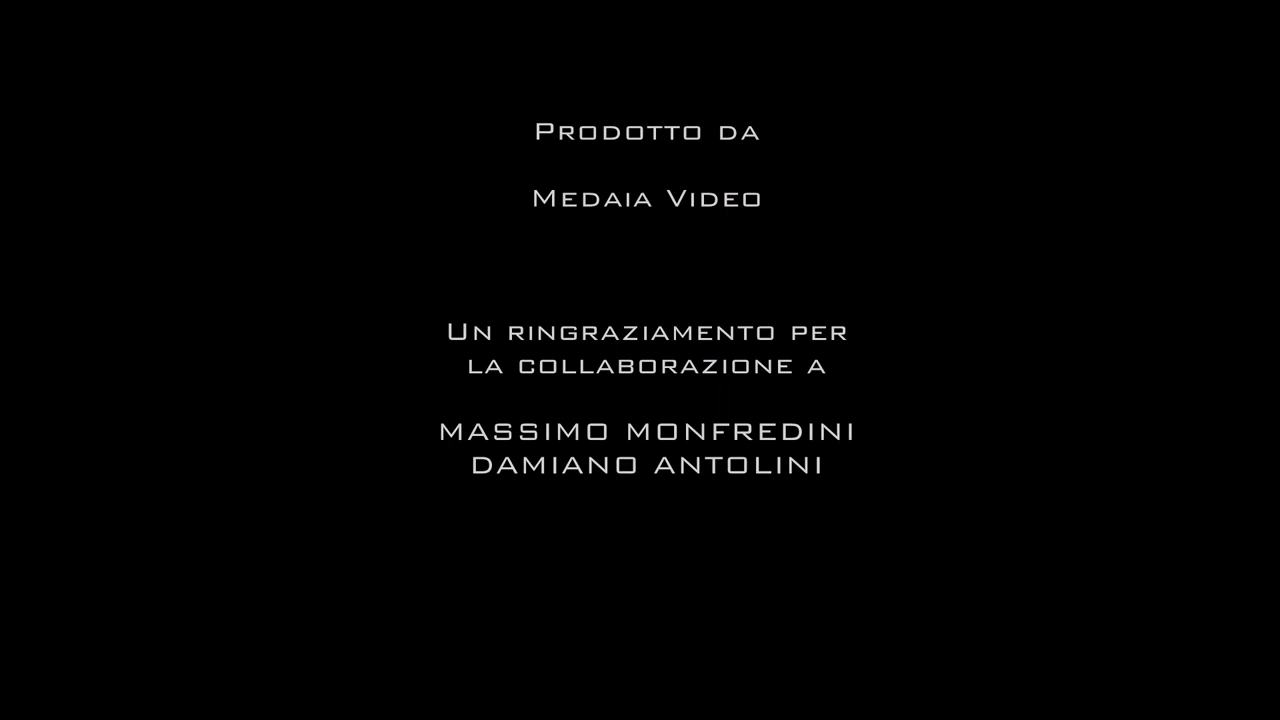 Prodotto da
Medaia Video
Un ringraziamento per
la collaborazione a
MASSIMO MONFREDINI
DAMIANO ANTOLINI